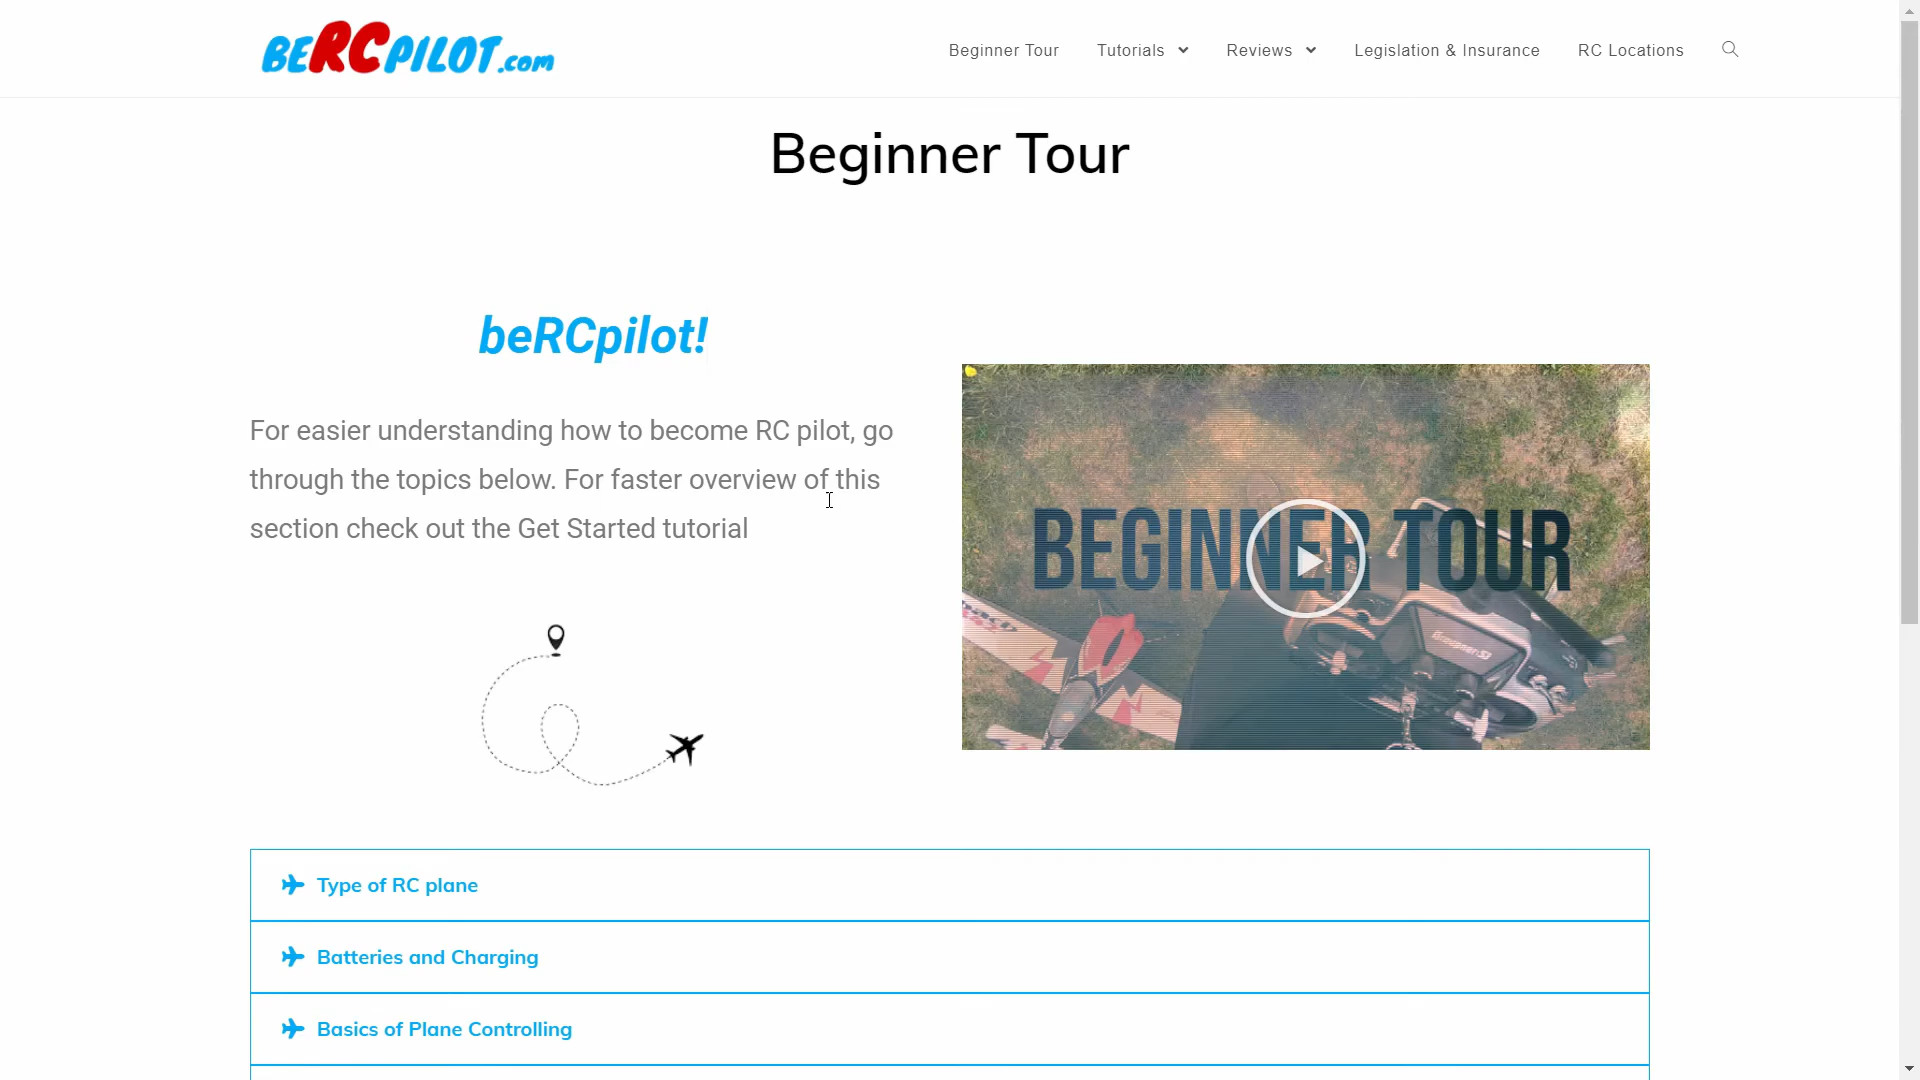 beRCpilot.com
Beginner Tour
Tutorials
Reviews
Legislation & Insurance
RC Locations
Beginner Tour
beRCpilot!
For easier understanding how to become RC pilot, go
through the topics below. For faster overview of this
section check out the Get Started tutorial
BEGINNER TOUR
Graupner
Type of RC plane
Batteries and Charging
Basics of Plane Controlling